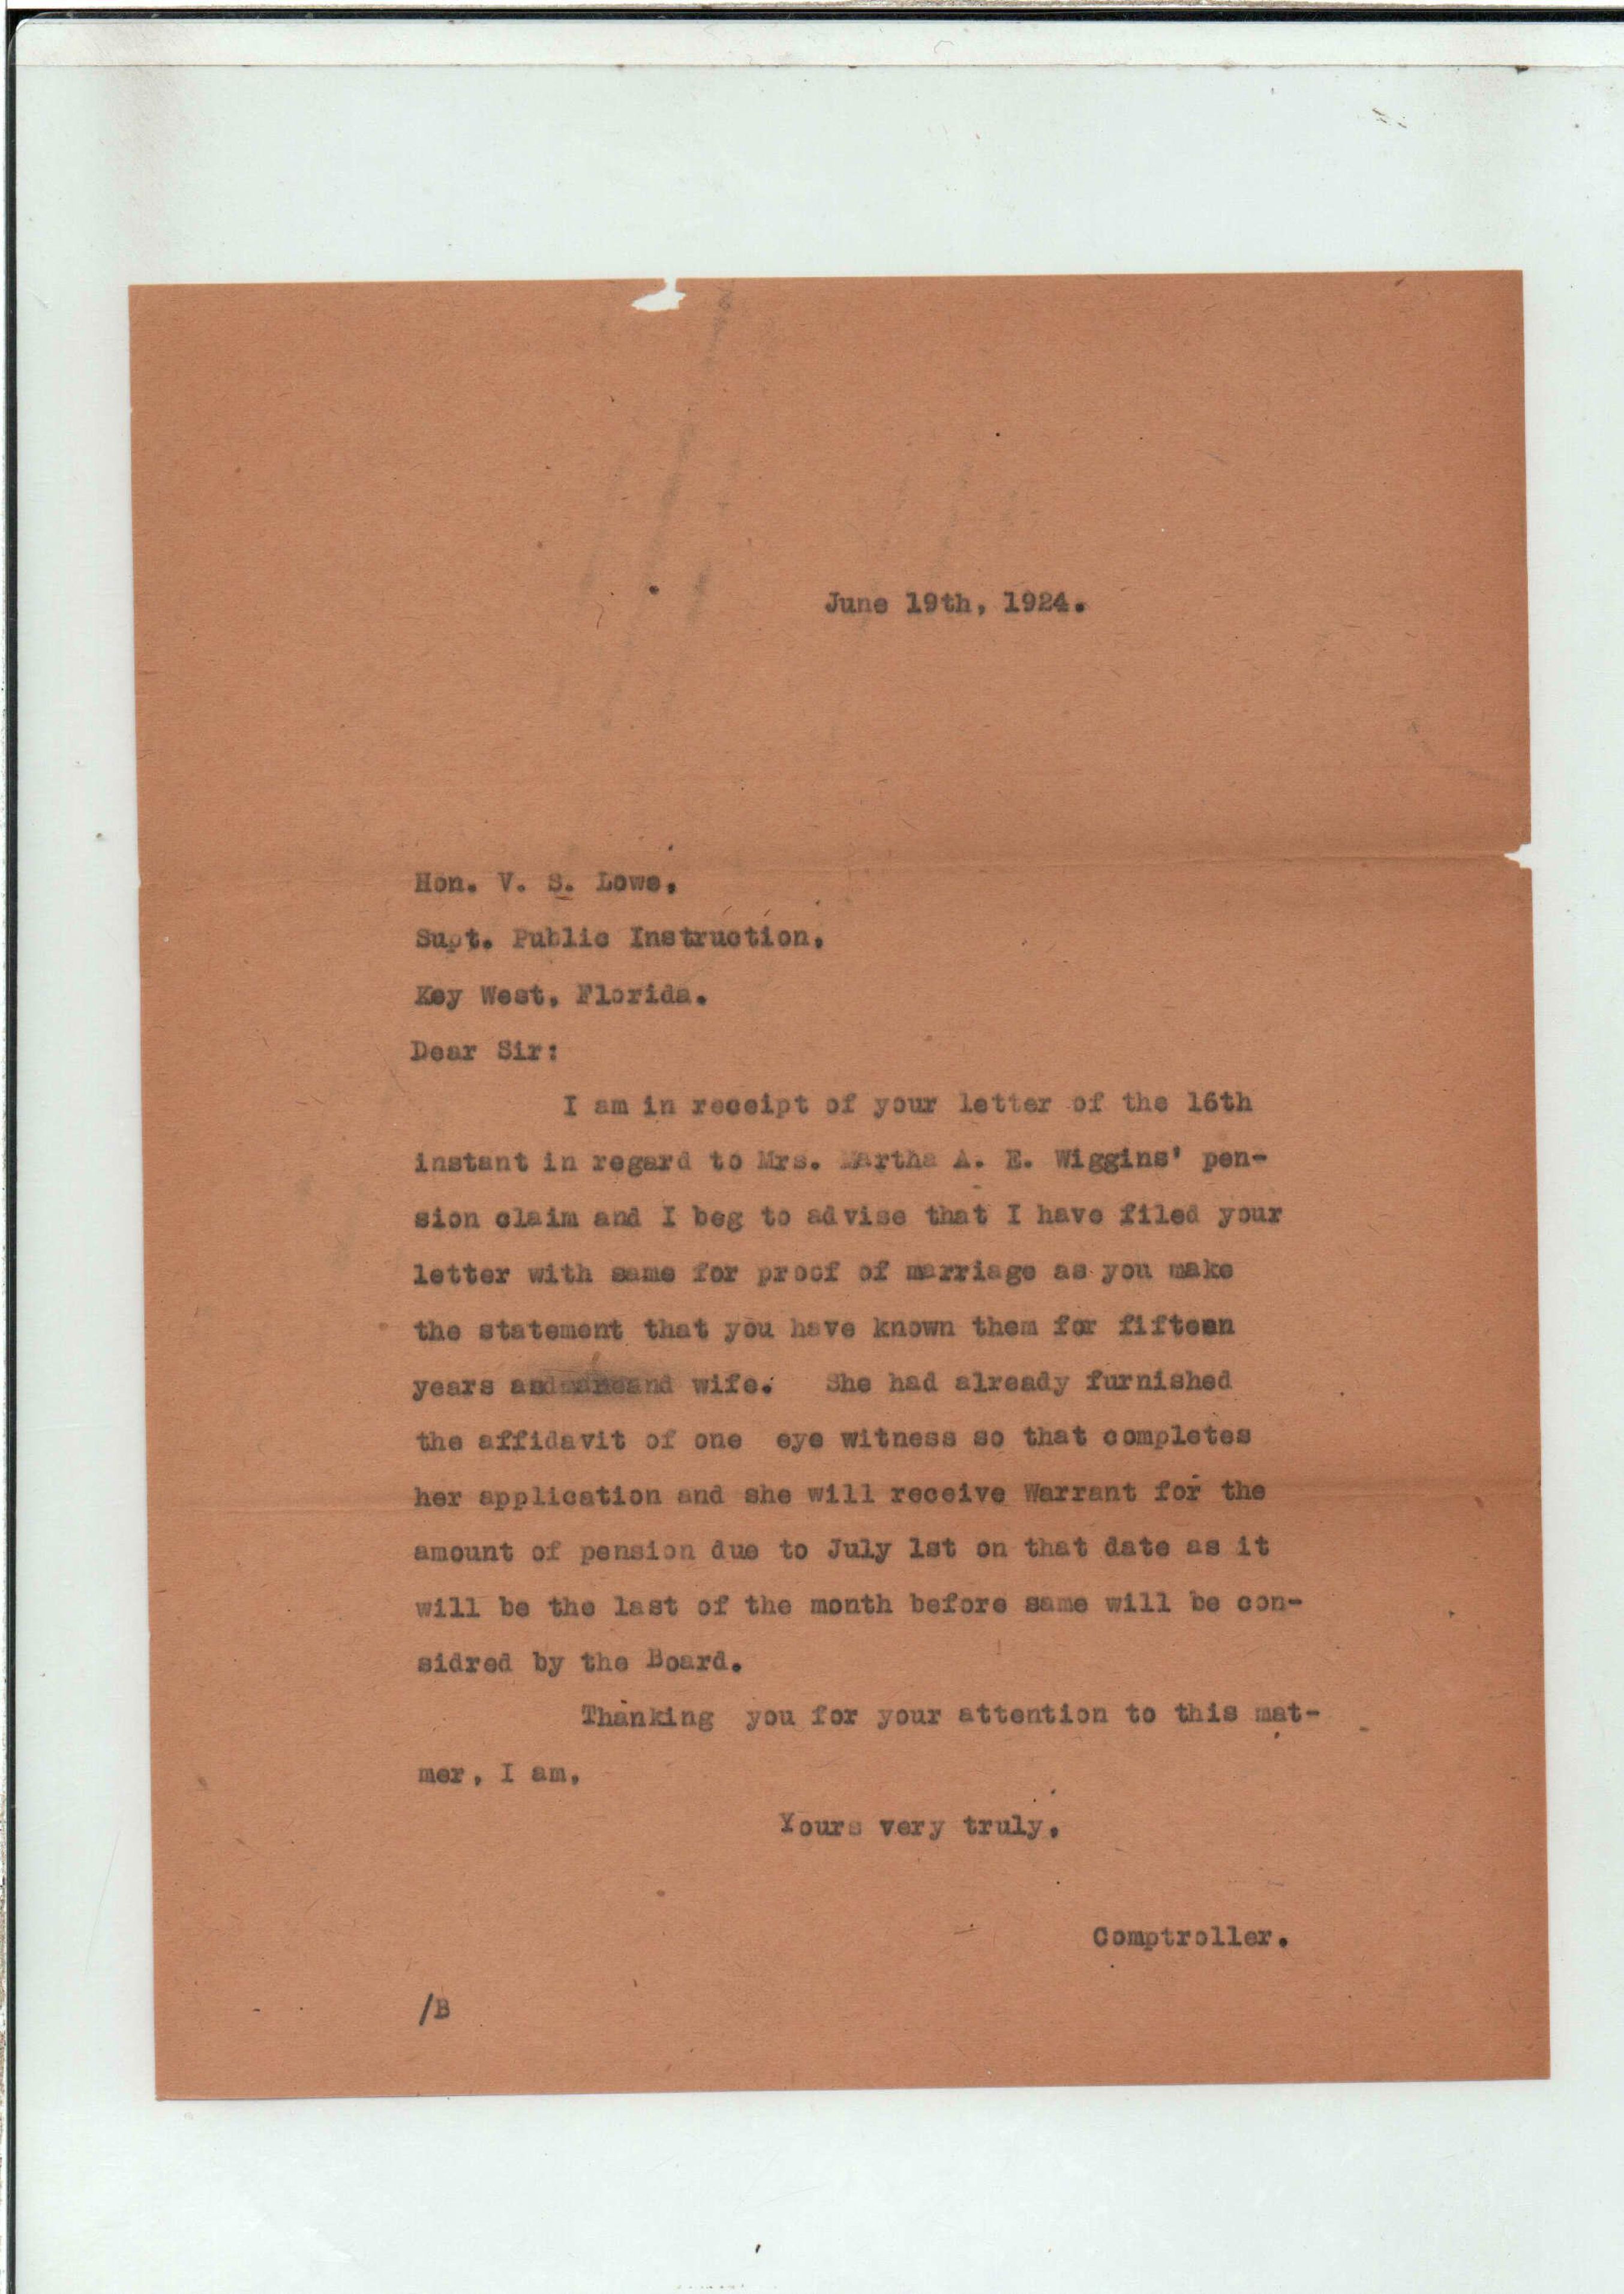 June 19th, 1924.
Hon. V. S. Lowe,
Supt. Public Instruction,
Key West, Florida.
Dear Sir:
I am in receipt of your letter of the 16th
instant in regard to Mrs. Martha A. E. Wiggins' pen-
sion claim and I beg to advise that I have filed your
letter with same for proof of marriage as you make
the statement that you have known them for fifteen
years and wife. She had already furnished
the affidavit of one eye witness so that completes
her application and she will receive Warrant for the
amount of pension due to July 1st on that date as it
will be the last of the month before same will be con-
sidred by the Board.
Thanking you for your attention to this mat-
mer, I am,
Yours very truly,
Comptroller.
/B